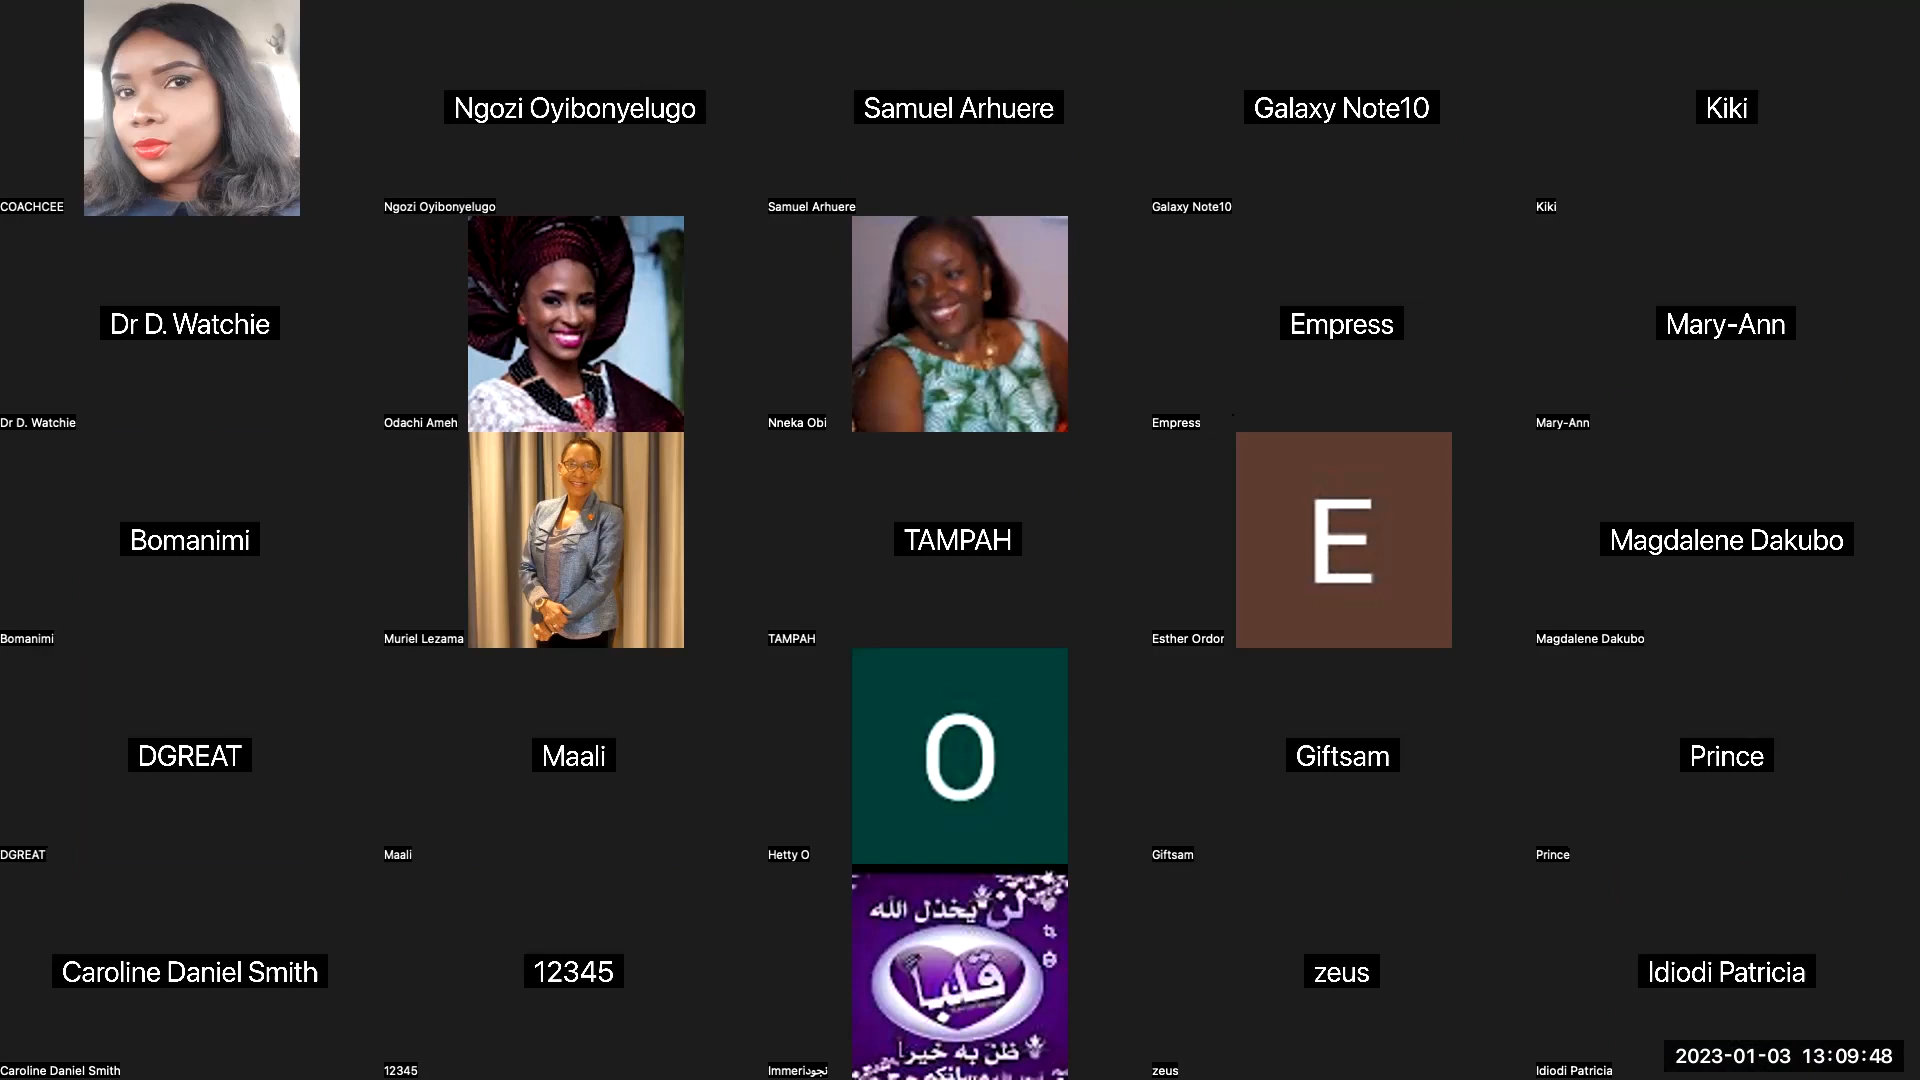 Ngozi Oyibonyelugo
Samuel Arhuere
Galaxy Note10
Kiki
COACHCEE
Ngozi Oyibonyelugo
Samuel Arhuere
Galaxy Note10
Kiki
Dr D. Watchie
Empress
Mary-Ann
Dr D. Watchie
Odachi Ameh
Nneka Obi
Empress
Mary-Ann
Bomanimi
TAMPAH
E
Magdalene Dakubo
Bomanimi
Muriel Lezama
TAMPAH
Esther Ordor
Magdalene Dakubo
DGREAT
Maali
O
Giftsam
Prince
DGREAT
Maali
Hetty O
Giftsam
Prince
لن يخذل الله
قلباً
ظن به خيرا
Caroline Daniel Smith
12345
zeus
Idiodi Patricia
2023-01-03 13:09:48
Caroline Daniel Smith
12345
Immeriنجود
zeus
Idiodi Patricia